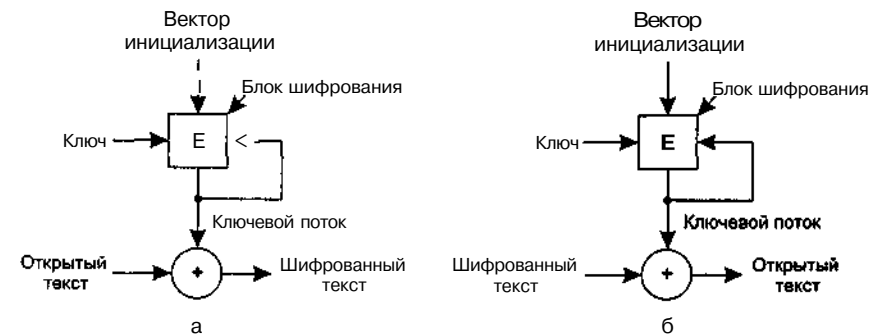 Вектор
инициализации
Блок шифрования
Ключ
E
<
Ключевой поток
Открытый
текст
+
Шифрованный
текст
а
Вектор
инициализации
Блок шифрования
Ключ
E
Ключевой поток
Шифрованный
текст
+
Открытый
текст
б